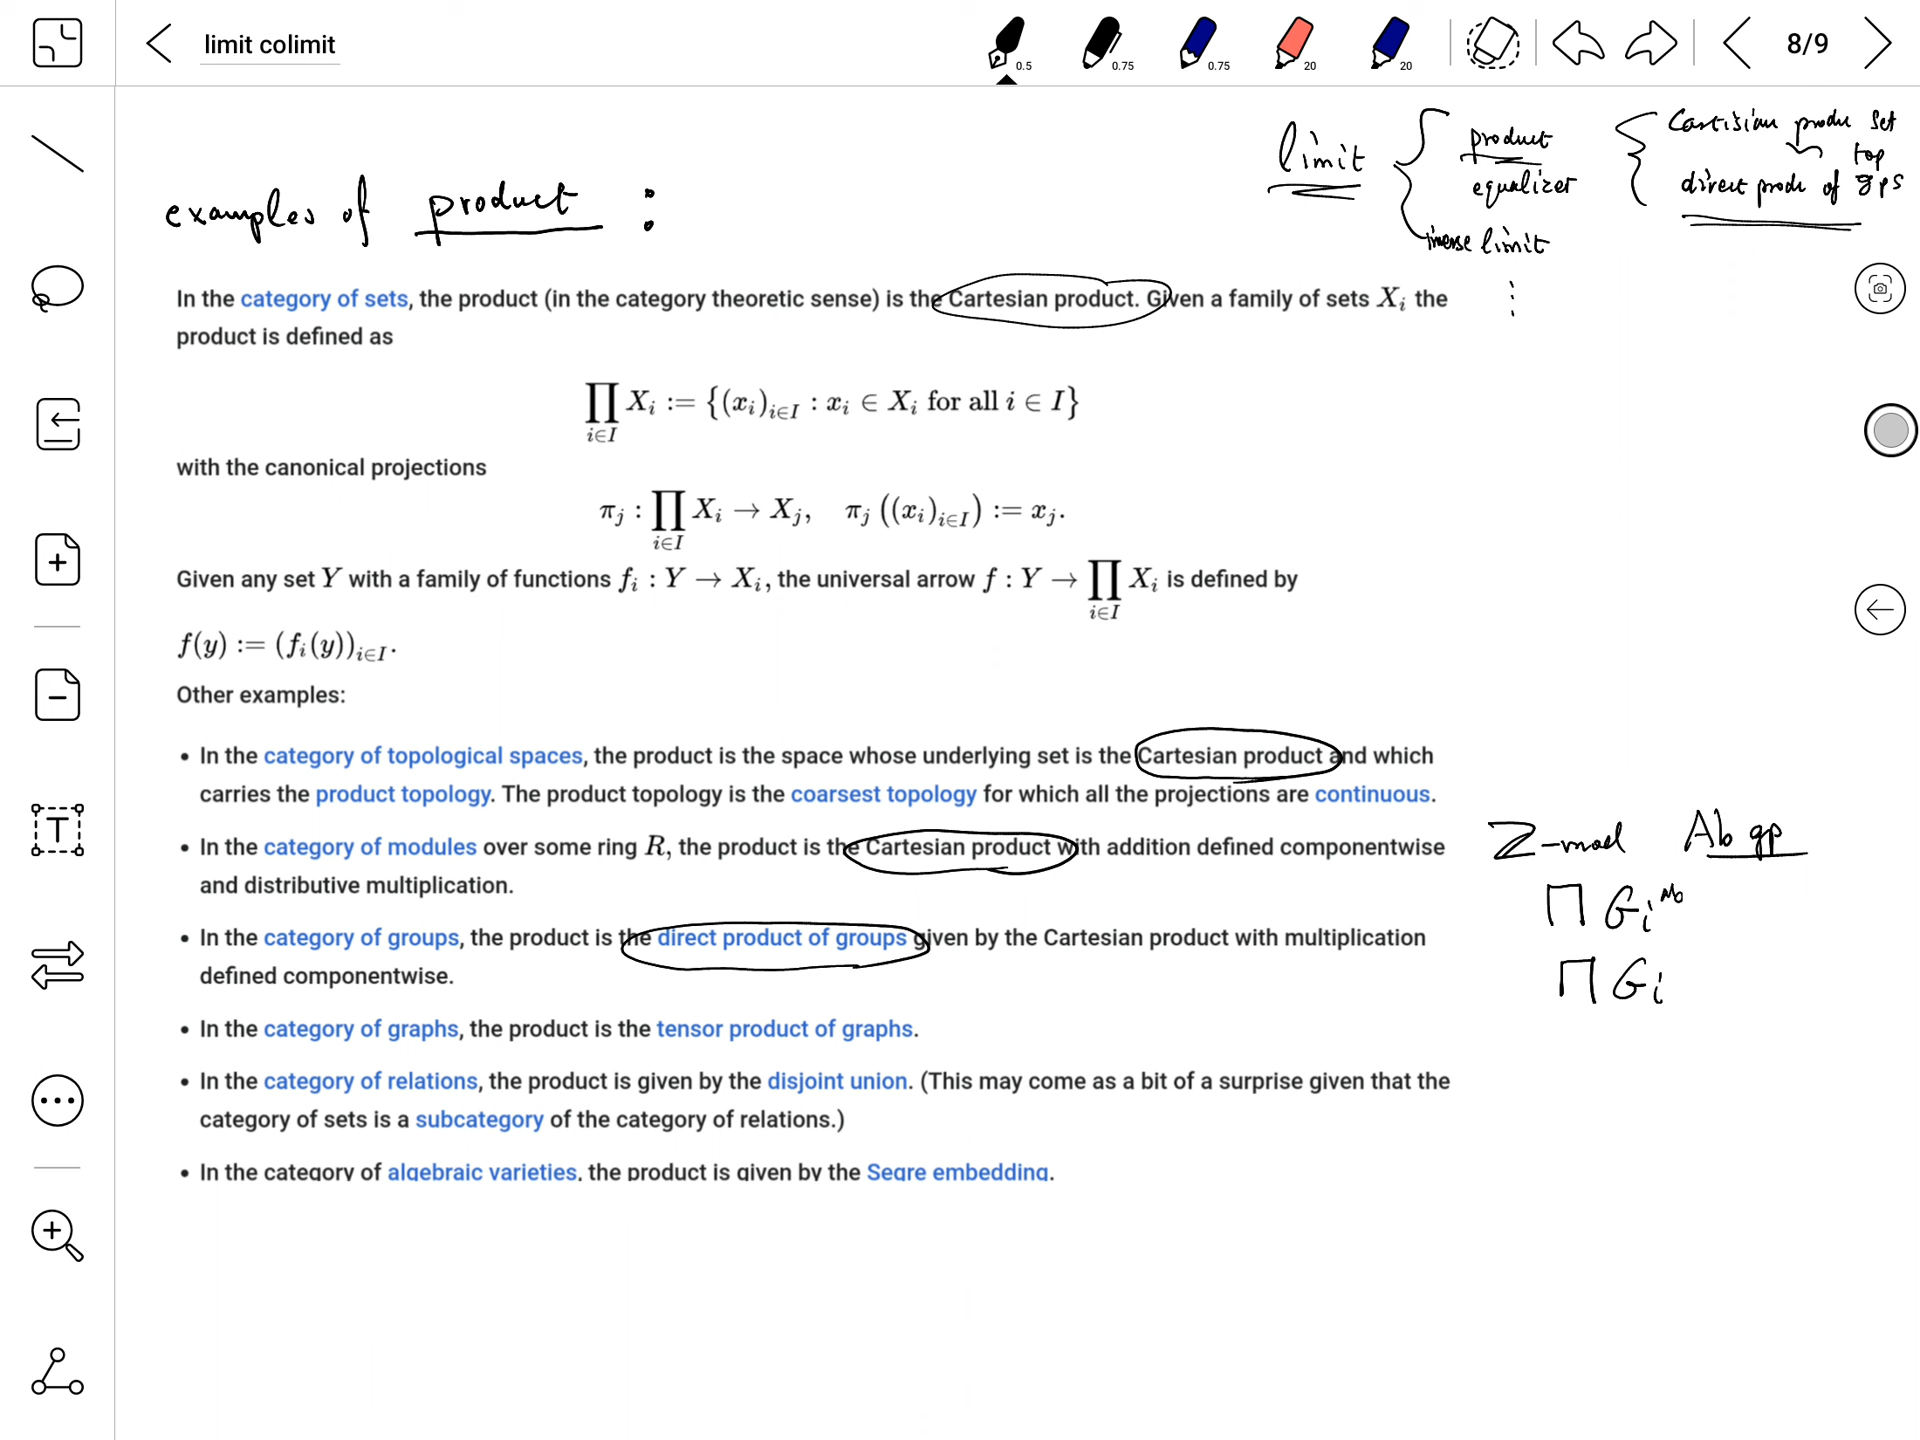 limit colimit
0.5
0.75
0.75
20
20
8/9
limit
product
equalizer
inverse limit
⋮
Cartisian produ Set
top
direct produ of gps
examples of product :
In the category of sets, the product (in the category theoretic sense) is the Cartesian product. Given a family of sets X_i the
product is defined as
∏_{i∈I} X_i := {(x_i)_{i∈I} : x_i ∈ X_i for all i ∈ I}
with the canonical projections
π_j : ∏_{i∈I} X_i → X_j, π_j ((x_i)_{i∈I}) := x_j.
Given any set Y with a family of functions f_i : Y → X_i, the universal arrow f : Y → ∏_{i∈I} X_i is defined by
f(y) := (f_i(y))_{i∈I}.
Other examples:
• In the category of topological spaces, the product is the space whose underlying set is the Cartesian product and which
carries the product topology. The product topology is the coarsest topology for which all the projections are continuous.
• In the category of modules over some ring R, the product is the Cartesian product with addition defined componentwise
and distributive multiplication.
Z-mod Ab gp
∏ G_i^{Ab}
• In the category of groups, the product is the direct product of groups given by the Cartesian product with multiplication
defined componentwise.
∏ G_i
• In the category of graphs, the product is the tensor product of graphs.
• In the category of relations, the product is given by the disjoint union. (This may come as a bit of a surprise given that the
category of sets is a subcategory of the category of relations.)
• In the category of algebraic varieties, the product is given by the Segre embedding.
T